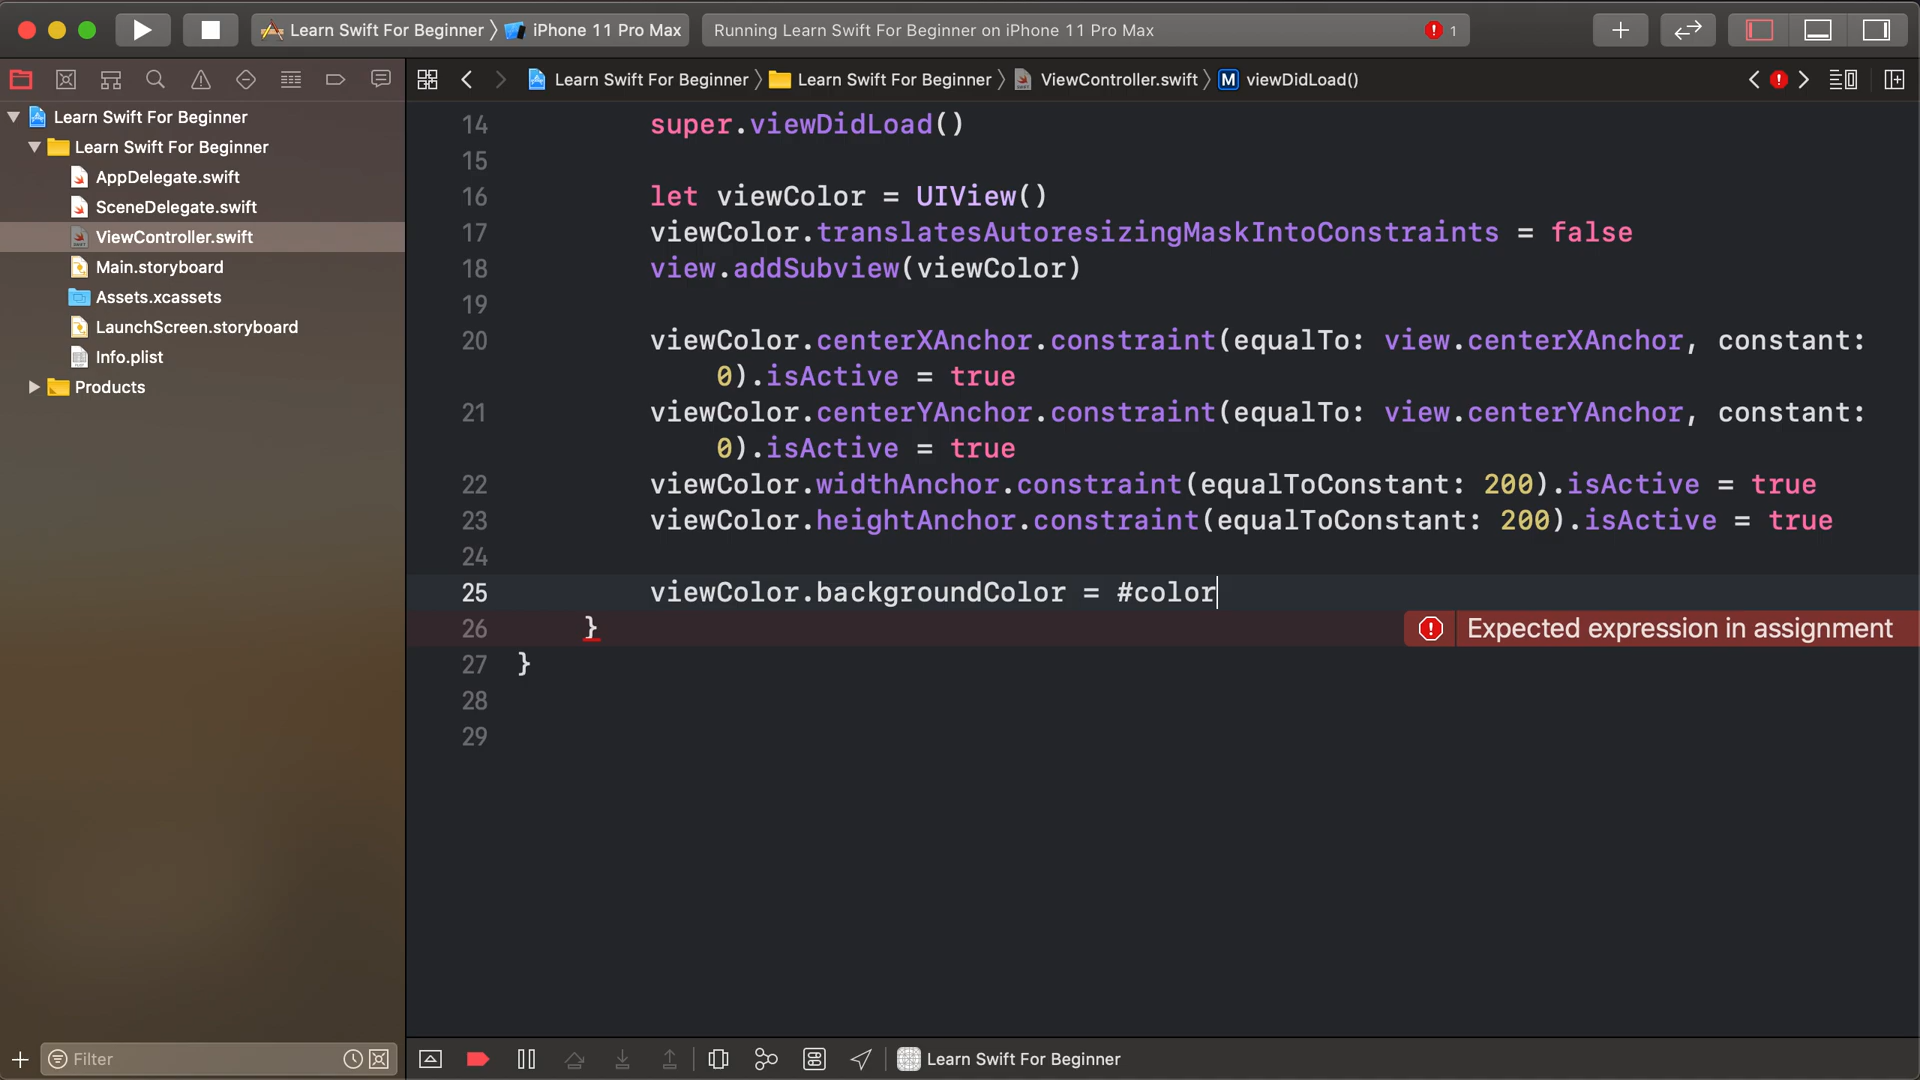 Learn Swift For Beginner
iPhone 11 Pro Max
Running Learn Swift For Beginner on iPhone 11 Pro Max
1
Learn Swift For Beginner
Learn Swift For Beginner
ViewController.swift
M viewDidLoad()
Learn Swift For Beginner
Learn Swift For Beginner
AppDelegate.swift
SceneDelegate.swift
ViewController.swift
Main.storyboard
Assets.xcassets
LaunchScreen.storyboard
Info.plist
Products
14 super.viewDidLoad()
15
16 let viewColor = UIView()
17 viewColor.translatesAutoresizingMaskIntoConstraints = false
18 view.addSubview(viewColor)
19
20 viewColor.centerXAnchor.constraint(equalTo: view.centerXAnchor, constant:
0).isActive = true
21 viewColor.centerYAnchor.constraint(equalTo: view.centerYAnchor, constant:
0).isActive = true
22 viewColor.widthAnchor.constraint(equalToConstant: 200).isActive = true
23 viewColor.heightAnchor.constraint(equalToConstant: 200).isActive = true
24
25 viewColor.backgroundColor = #color
26 } Expected expression in assignment
27 }
28
29
Filter
Learn Swift For Beginner